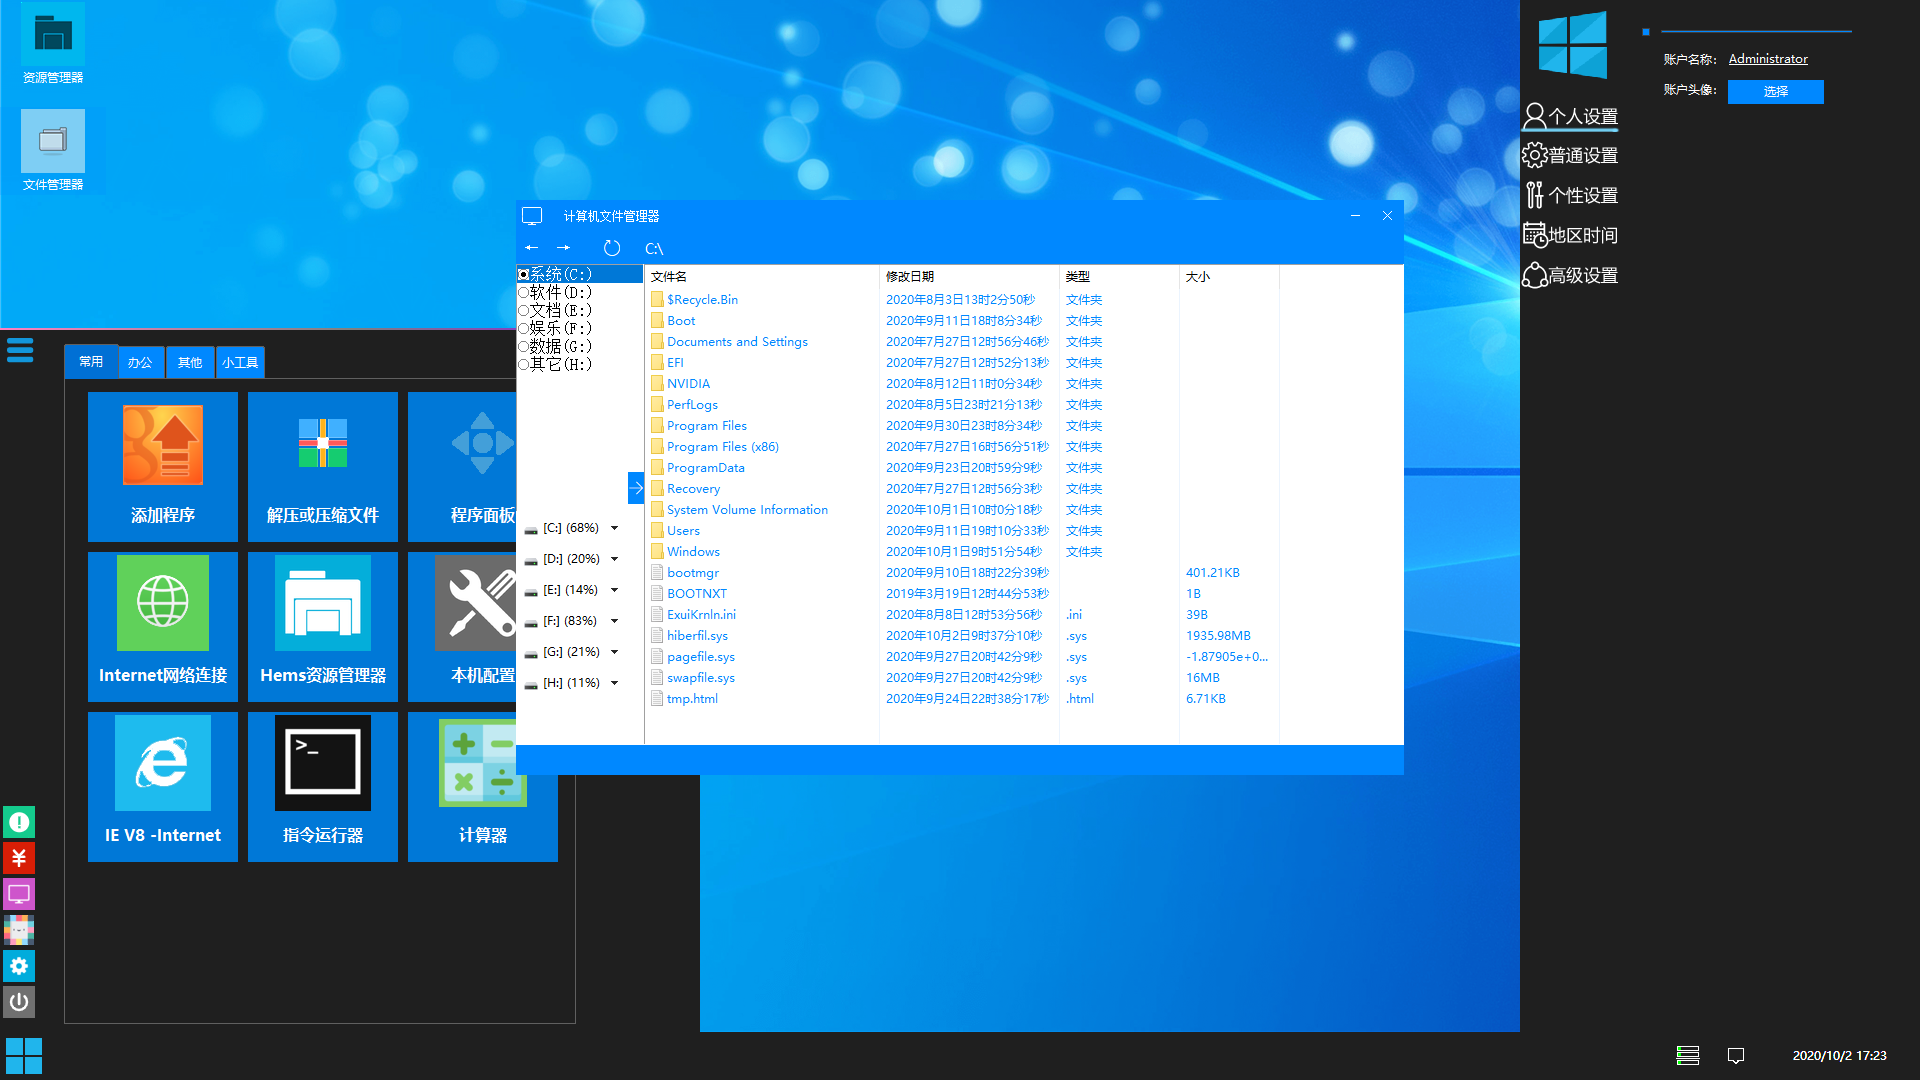 资源管理器
文件管理器
常用
办公
其他
小工具
添加程序
解压或压缩文件
程序面板
Internet网络连接
Hems资源管理器
本机配置
IE V8 -Internet
指令运行器
计算器
计算机文件管理器
C:\
系统(C:)
软件(D:)
文档(E:)
娱乐(F:)
数据(G:)
其它(H:)
[C:] (68%)
[D:] (20%)
[E:] (14%)
[F:] (83%)
[G:] (21%)
[H:] (11%)
文件名 修改日期 类型 大小
$Recycle.Bin 2020年8月3日13时2分50秒 文件夹
Boot 2020年9月11日18时8分34秒 文件夹
Documents and Settings 2020年7月27日12时56分46秒 文件夹
EFI 2020年7月27日12时52分13秒 文件夹
NVIDIA 2020年8月12日11时0分34秒 文件夹
PerfLogs 2020年8月5日23时21分13秒 文件夹
Program Files 2020年9月30日23时8分34秒 文件夹
Program Files (x86) 2020年7月27日16时56分51秒 文件夹
ProgramData 2020年9月23日20时59分9秒 文件夹
Recovery 2020年7月27日12时56分3秒 文件夹
System Volume Information 2020年10月1日10时0分18秒 文件夹
Users 2020年9月11日19时10分33秒 文件夹
Windows 2020年10月1日9时51分54秒 文件夹
bootmgr 2020年9月10日18时22分39秒 401.21KB
BOOTNXT 2019年3月19日12时44分53秒 1B
ExuiKrnln.ini 2020年8月8日12时53分56秒 .ini 39B
hiberfil.sys 2020年10月2日9时37分10秒 .sys 1935.98MB
pagefile.sys 2020年9月27日20时42分9秒 .sys -1.87905e+0...
swapfile.sys 2020年9月27日20时42分9秒 .sys 16MB
tmp.html 2020年9月24日22时38分17秒 .html 6.71KB
个人设置
普通设置
个性设置
地区时间
高级设置
账户名称: Administrator
账户头像: 选择
2020/10/2 17:23